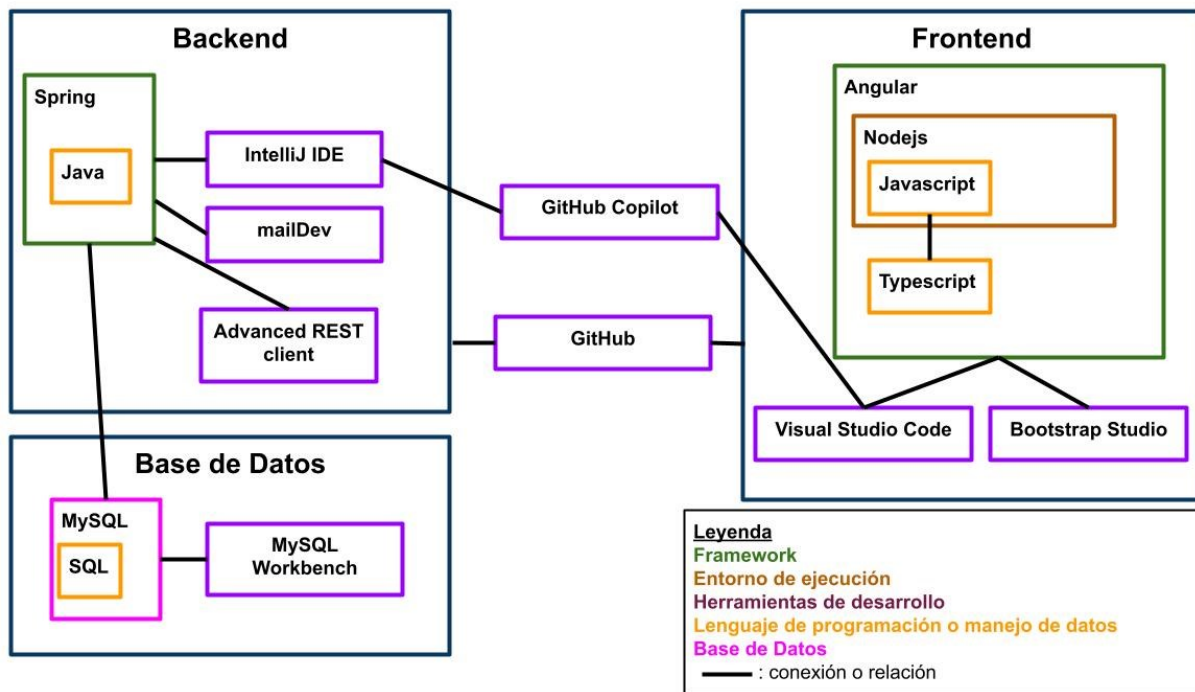 Backend
Spring
Java
IntelliJ IDE
mailDev
Advanced REST
client
GitHub Copilot
GitHub
Frontend
Angular
Nodejs
Javascript
Typescript
Visual Studio Code
Bootstrap Studio
Base de Datos
MySQL
SQL
MySQL
Workbench
Leyenda
Framework
Entorno de ejecución
Herramientas de desarrollo
Lenguaje de programación o manejo de datos
Base de Datos
: conexión o relación